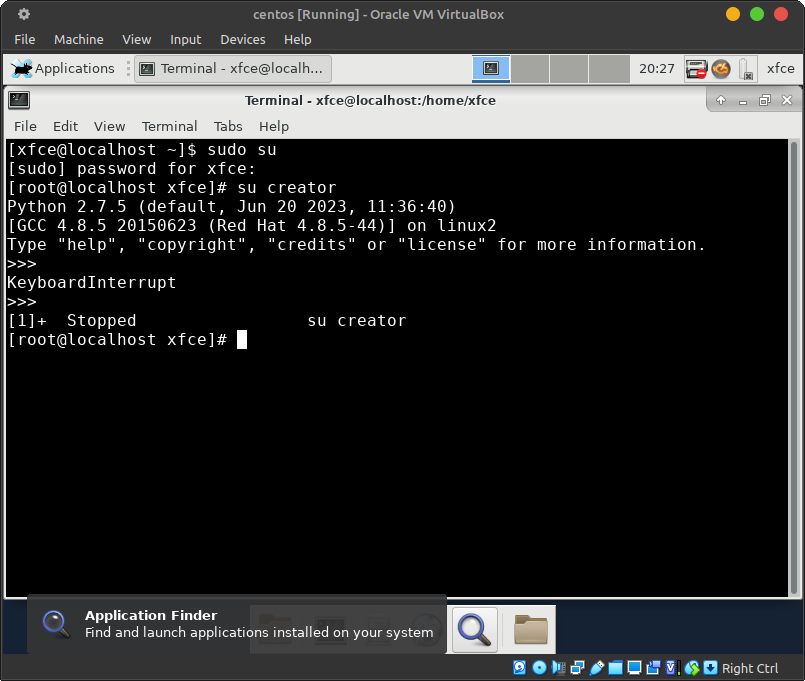 centos [Running] - Oracle VM VirtualBox
File Machine View Input Devices Help
Applications Terminal - xfce@localh... 20:27 xfce
Terminal - xfce@localhost:/home/xfce
File Edit View Terminal Tabs Help
[xfce@localhost ~]$ sudo su
[sudo] password for xfce:
[root@localhost xfce]# su creator
Python 2.7.5 (default, Jun 20 2023, 11:36:40)
[GCC 4.8.5 20150623 (Red Hat 4.8.5-44)] on linux2
Type "help", "copyright", "credits" or "license" for more information.
>>>
KeyboardInterrupt
>>>
[1]+  Stopped                 su creator
[root@localhost xfce]#
Application Finder
Find and launch applications installed on your system
Right Ctrl